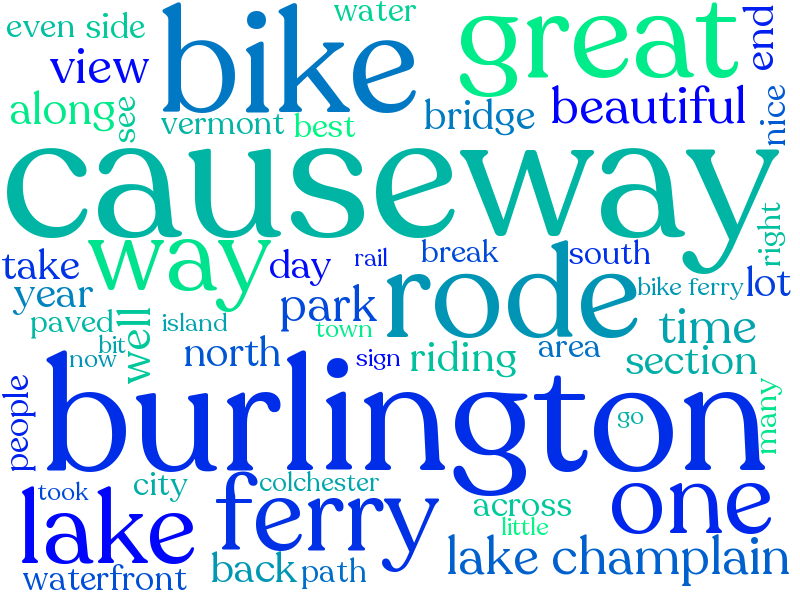 even side
water
bike
great
end
view
along
see
vermont
best
bridge
beautiful
nice
causeway
take
way
day
rail
break
south
right
year
park
rode
bike ferry
lot
paved
well
island
town
time
bit
now
north
sign
riding
area
section
people
burlington
go
many
took
city
colchester
lake
ferry
across
little
one
waterfront
back
path
lake champlain